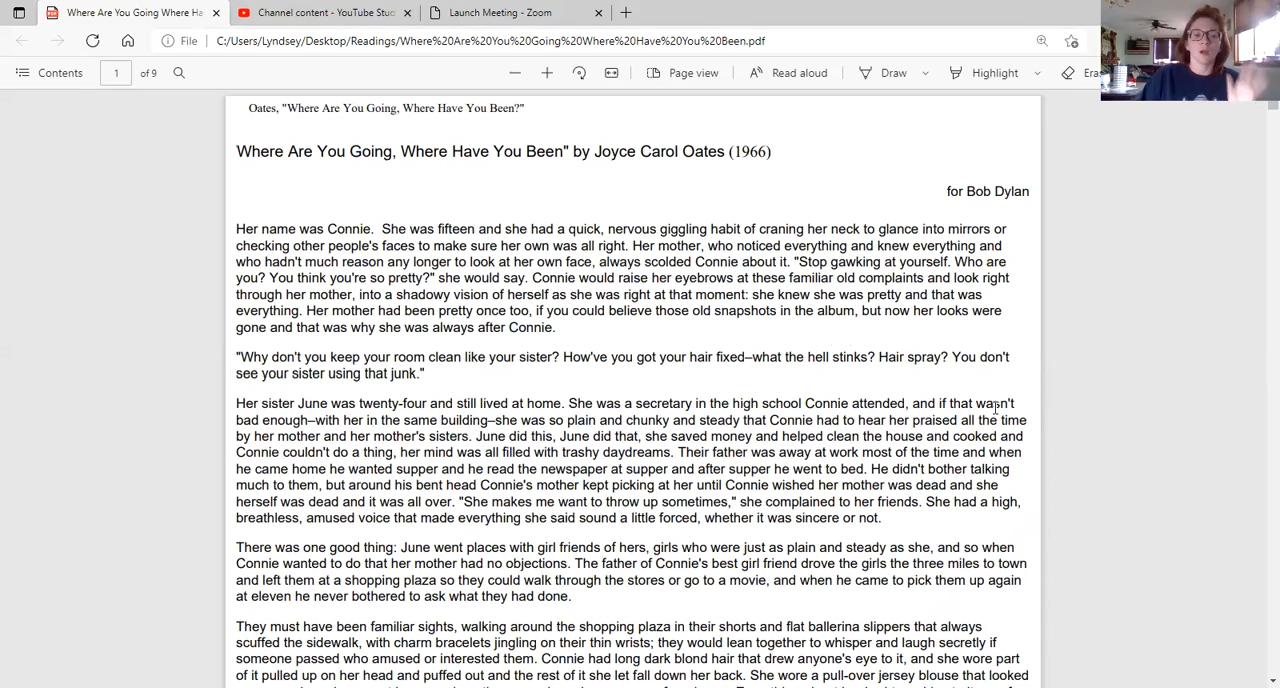 Where Are You Going Where Ha
Channel content - YouTube Stud
Launch Meeting - Zoom
File
C:/Users/Lyndsey/Desktop/Readings/Where%20Are%20You%20Going%20Where%20Have%20You%20Been.pdf
Contents
1
of 9
Page view
Read aloud
Draw
Highlight
Era
Oates, "Where Are You Going, Where Have You Been?"
Where Are You Going, Where Have You Been" by Joyce Carol Oates (1966)
for Bob Dylan
Her name was Connie. She was fifteen and she had a quick, nervous giggling habit of craning her neck to glance into mirrors or
checking other people's faces to make sure her own was all right. Her mother, who noticed everything and knew everything and
who hadn't much reason any longer to look at her own face, always scolded Connie about it. "Stop gawking at yourself. Who are
you? You think you're so pretty?" she would say. Connie would raise her eyebrows at these familiar old complaints and look right
through her mother, into a shadowy vision of herself as she was right at that moment: she knew she was pretty and that was
everything. Her mother had been pretty once too, if you could believe those old snapshots in the album, but now her looks were
gone and that was why she was always after Connie.
"Why don't you keep your room clean like your sister? How've you got your hair fixed–what the hell stinks? Hair spray? You don't
see your sister using that junk."
Her sister June was twenty-four and still lived at home. She was a secretary in the high school Connie attended, and if that wasn't
bad enough–with her in the same building–she was so plain and chunky and steady that Connie had to hear her praised all the time
by her mother and her mother's sisters. June did this, June did that, she saved money and helped clean the house and cooked and
Connie couldn't do a thing, her mind was all filled with trashy daydreams. Their father was away at work most of the time and when
he came home he wanted supper and he read the newspaper at supper and after supper he went to bed. He didn't bother talking
much to them, but around his bent head Connie's mother kept picking at her until Connie wished her mother was dead and she
herself was dead and it was all over. "She makes me want to throw up sometimes," she complained to her friends. She had a high,
breathless, amused voice that made everything she said sound a little forced, whether it was sincere or not.
There was one good thing: June went places with girl friends of hers, girls who were just as plain and steady as she, and so when
Connie wanted to do that her mother had no objections. The father of Connie's best girl friend drove the girls the three miles to town
and left them at a shopping plaza so they could walk through the stores or go to a movie, and when he came to pick them up again
at eleven he never bothered to ask what they had done.
They must have been familiar sights, walking around the shopping plaza in their shorts and flat ballerina slippers that always
scuffed the sidewalk, with charm bracelets jingling on their thin wrists; they would lean together to whisper and laugh secretly if
someone passed who amused or interested them. Connie had long dark blond hair that drew anyone's eye to it, and she wore part
of it pulled up on her head and puffed out and the rest of it she let fall down her back. She wore a pull-over jersey blouse that looked